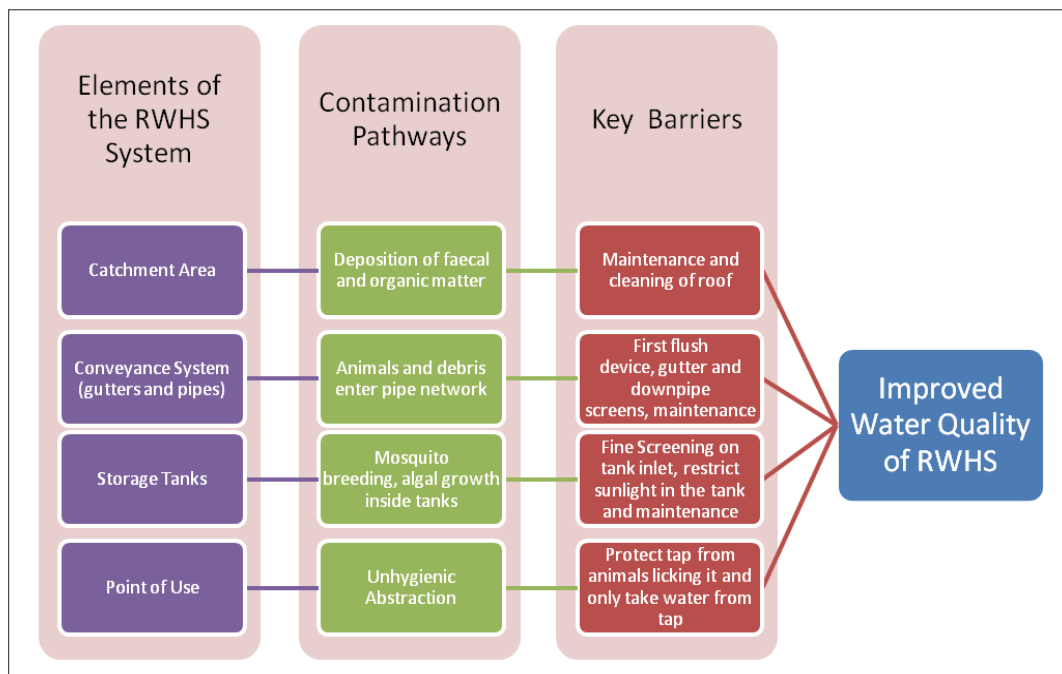 Elements of
the RWHS
System
Contamination
Pathways
Key Barriers
Catchment Area
Deposition of faecal
and organic matter
Maintenance and
cleaning of roof
Conveyance System
(gutters and pipes)
Animals and debris
enter pipe network
First flush
device, gutter and
downpipe
screens, maintenance
Storage Tanks
Mosquito
breeding, algal growth
inside tanks
Fine Screening on
tank inlet, restrict
sunlight in the tank
and maintenance
Point of Use
Unhygienic
Abstraction
Protect tap from
animals licking it and
only take water from
tap
Improved
Water Quality
of RWHS